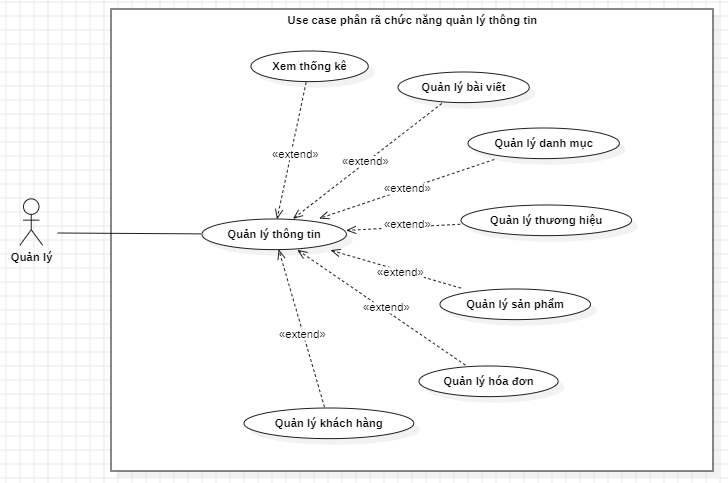 Use case phân rã chức năng quản lý thông tin
Xem thống kê
Quản lý bài viết
Quản lý danh mục
«extend»
«extend»
«extend»
Quản lý thương hiệu
«extend»
Quản lý thông tin
Quản lý
«extend»
Quản lý sản phẩm
«extend»
«extend»
Quản lý hóa đơn
Quản lý khách hàng